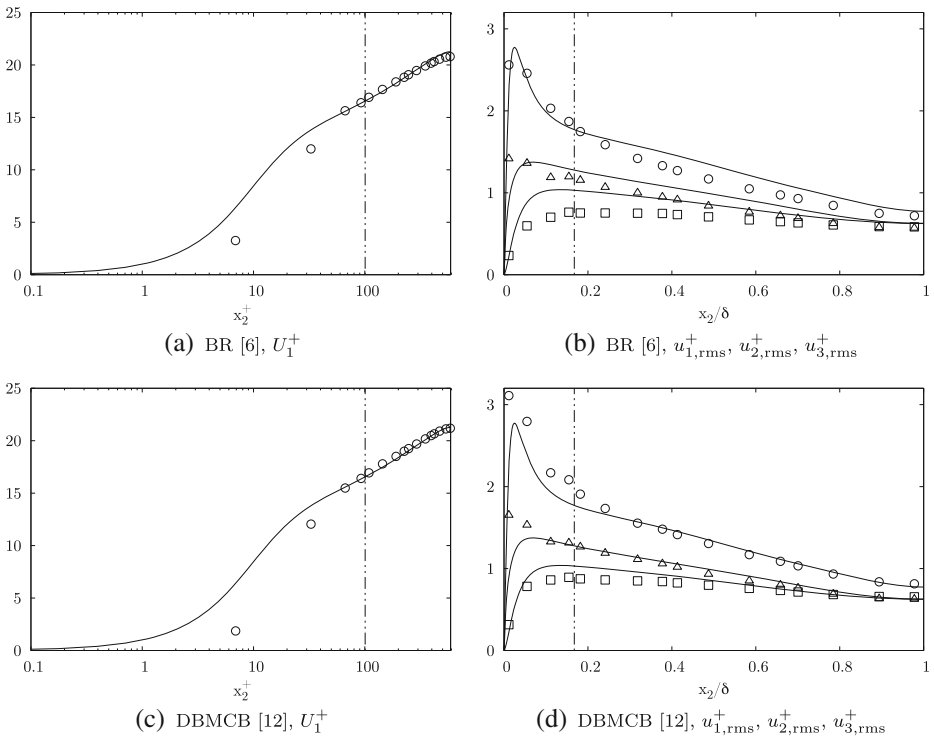 25
20
15
10
5
0
0.1 1 10 100
x₂⁺
(a) BR [6], U₁⁺
3
2
1
0
0 0.2 0.4 0.6 0.8 1
x₂/δ
(b) BR [6], u⁺₁,rms, u⁺₂,rms, u⁺₃,rms
25
20
15
10
5
0
0.1 1 10 100
x₂⁺
(c) DBMCB [12], U₁⁺
3
2
1
0
0 0.2 0.4 0.6 0.8 1
x₂/δ
(d) DBMCB [12], u⁺₁,rms, u⁺₂,rms, u⁺₃,rms